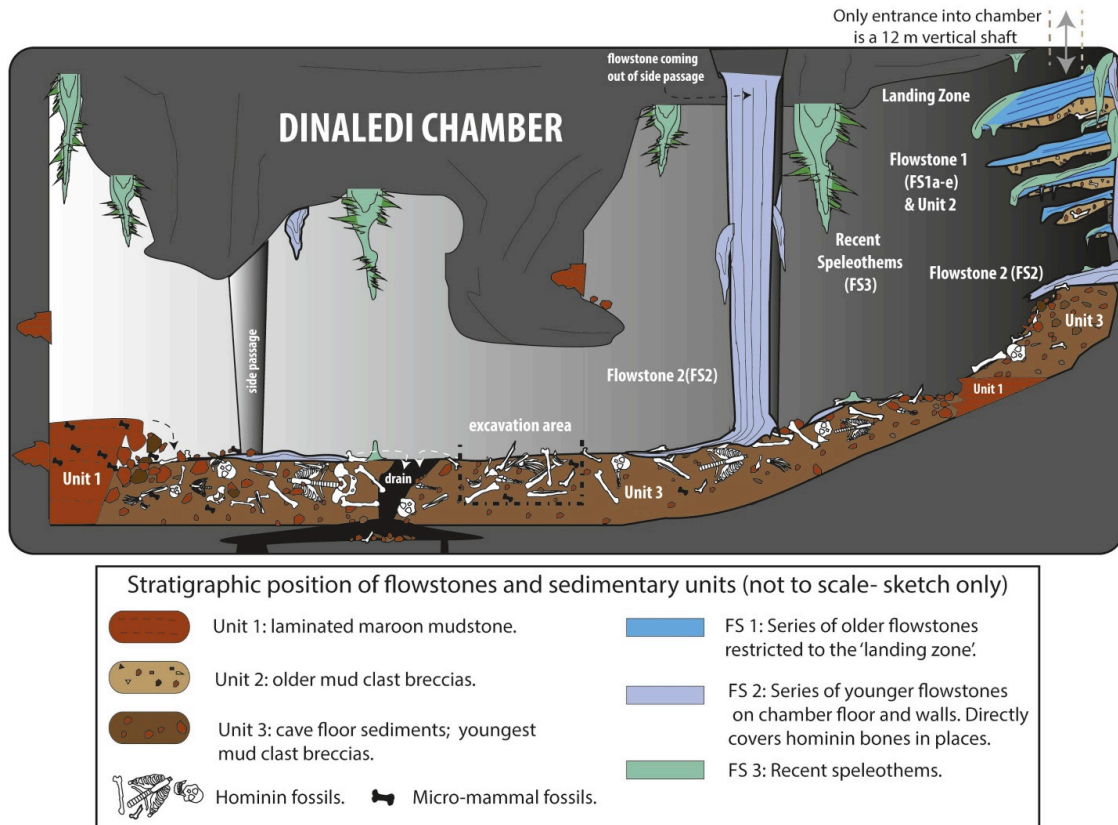 Only entrance into chamber
is a 12 m vertical shaft
flowstone coming
out of side passage
Landing Zone
DINALEDI CHAMBER
Flowstone 1
(FS1a-e)
& Unit 2
Recent
Speleothems
(FS3)
Flowstone 2 (FS2)
Unit 3
side passage
Flowstone 2(FS2)
Unit 1
excavation area
Unit 1
drain
Unit 3
Stratigraphic position of flowstones and sedimentary units (not to scale- sketch only)
Unit 1: laminated maroon mudstone.
Unit 2: older mud clast breccias.
Unit 3: cave floor sediments; youngest
mud clast breccias.
Hominin fossils.
Micro-mammal fossils.
FS 1: Series of older flowstones
restricted to the ‘landing zone’.
FS 2: Series of younger flowstones
on chamber floor and walls. Directly
covers hominin bones in places.
FS 3: Recent speleothems.